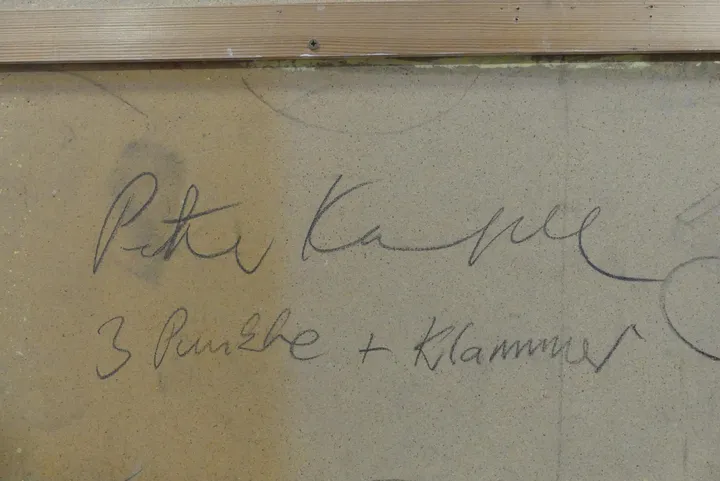 Peter
3 Punkte + Klammer